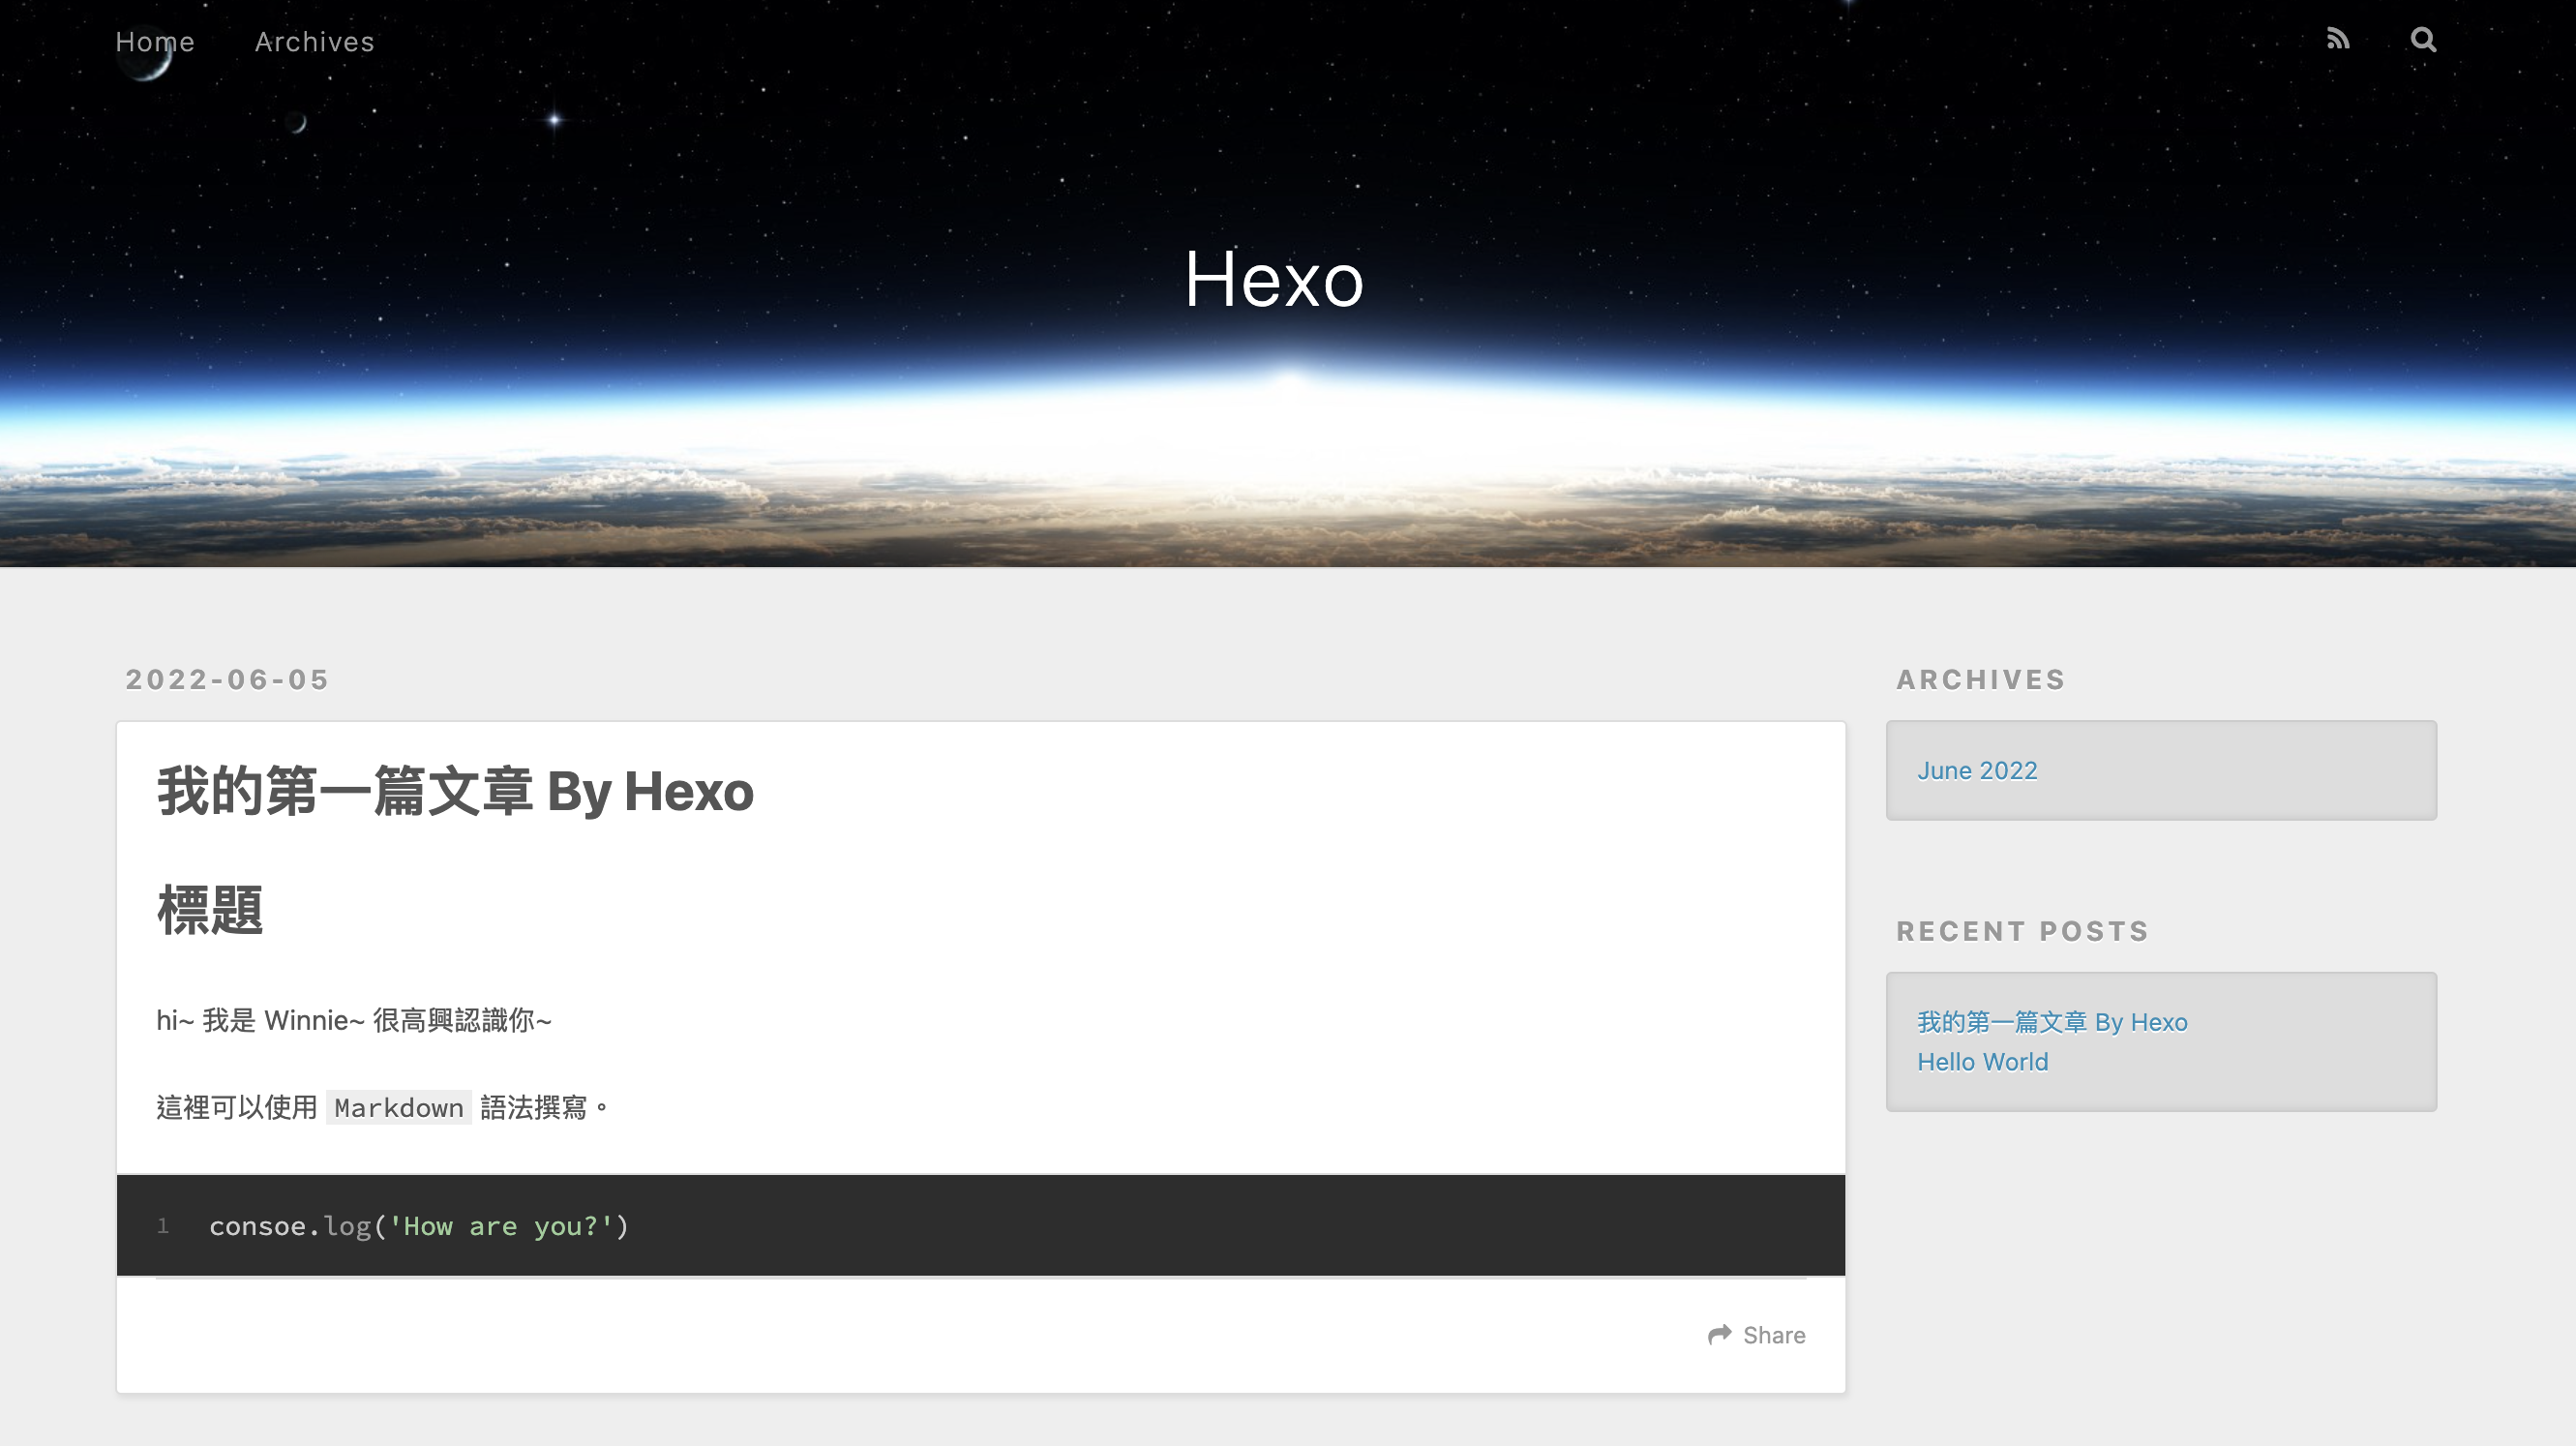 Home Archives
Hexo
2022-06-05
我的第一篇文章 By Hexo
標題
hi~ 我是 Winnie~ 很高興認識你~
這裡可以使用 Markdown 語法撰寫。
1 consoe.log('How are you?')
Share
ARCHIVES
June 2022
RECENT POSTS
我的第一篇文章 By Hexo
Hello World